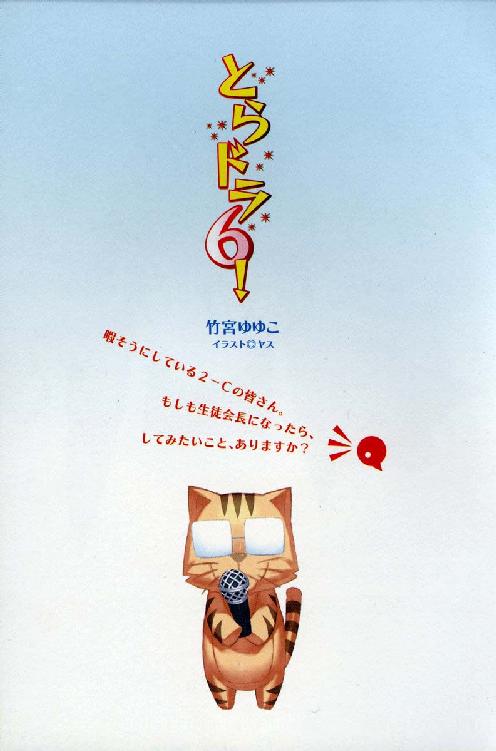 とらドラ6!
竹宮ゆゆこ
イラスト◎ヤス
暇そうにしている2-Cの皆さん。
もしも生徒会長になったら、
してみたいこと、ありますか?